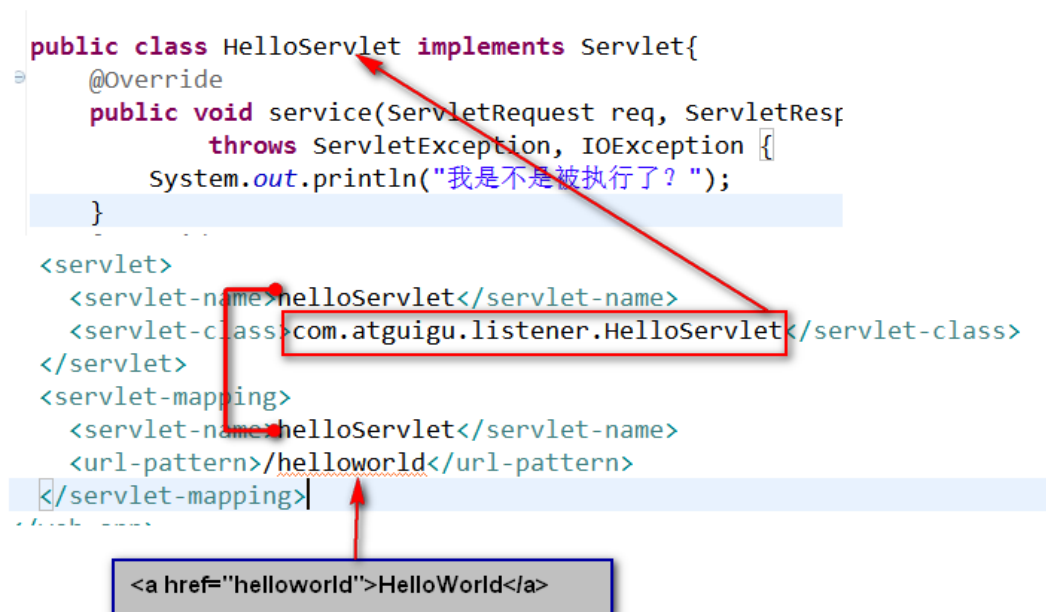 public class HelloServlet implements Servlet{
@Override
public void service(ServletRequest req, ServletResp
throws ServletException, IOException {
System.out.println("我是不是被执行了？");
}
<servlet>
<servlet-name>helloServlet</servlet-name>
<servlet-class>com.atguigu.listener.HelloServlet</servlet-class>
</servlet>
<servlet-mapping>
<servlet-name>helloServlet</servlet-name>
<url-pattern>/helloworld</url-pattern>
</servlet-mapping>
<a href="helloworld">HelloWorld</a>